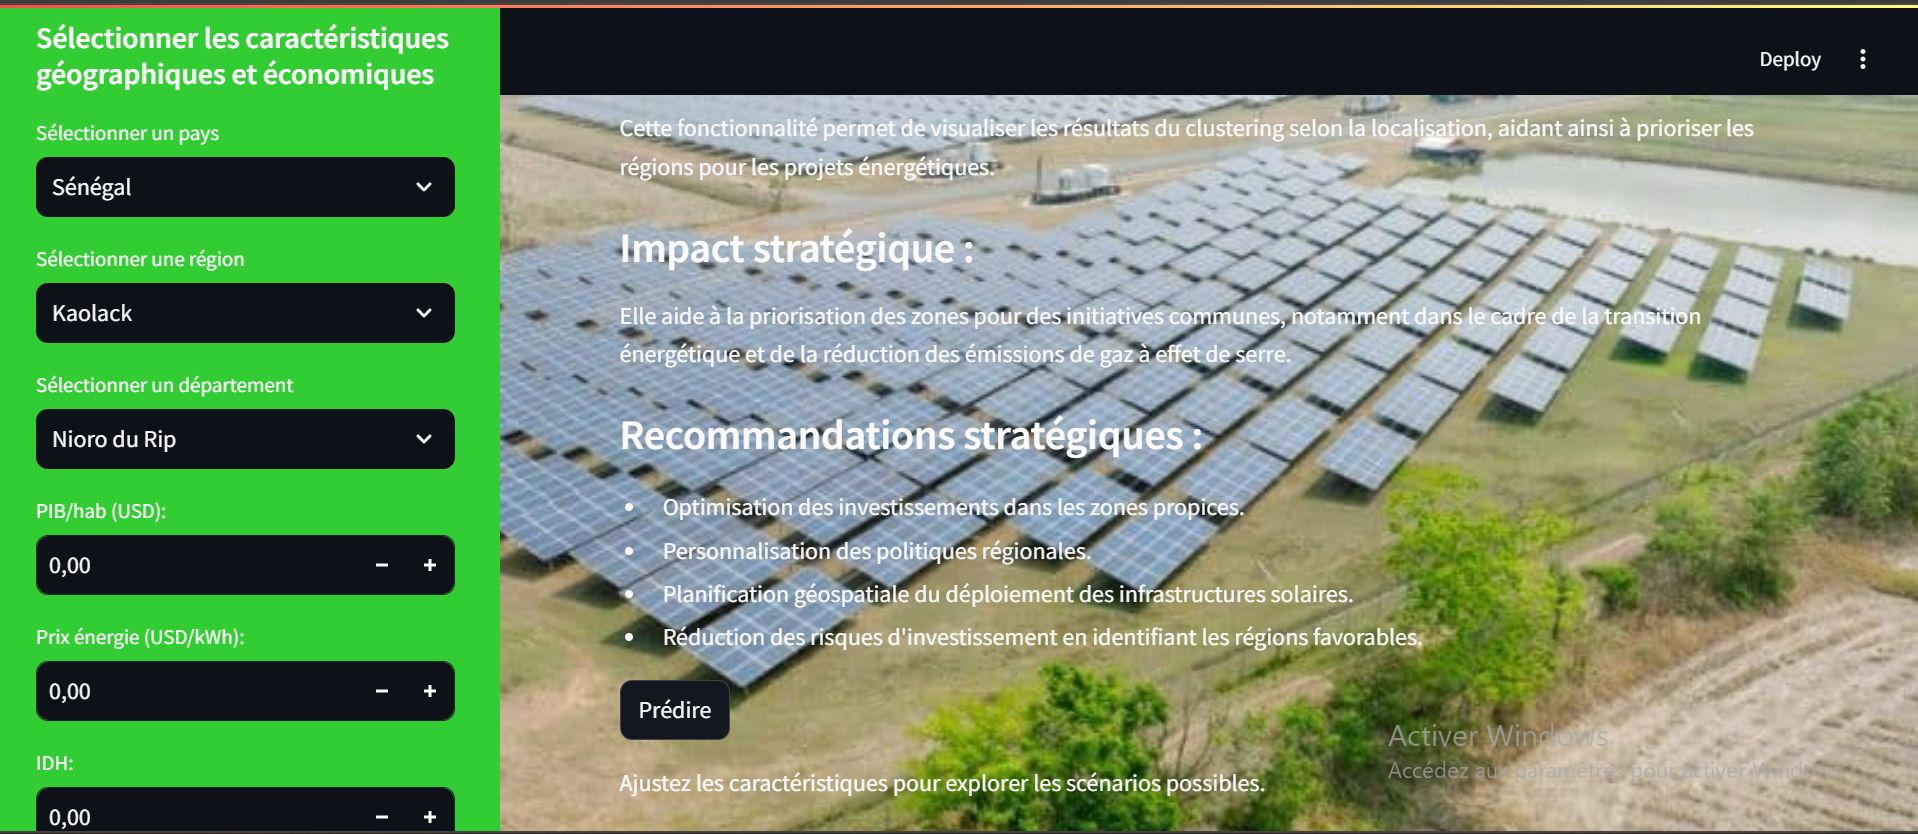 Sélectionner les caractéristiques
géographiques et économiques
Sélectionner un pays
Sénégal
Sélectionner une région
Kaolack
Sélectionner un département
Nioro du Rip
PIB/hab (USD):
0,00
Prix énergie (USD/kWh):
0,00
IDH:
0,00
Deploy
Cette fonctionnalité permet de visualiser les résultats du clustering selon la localisation, aidant ainsi à prioriser les
régions pour les projets énergétiques.
Impact stratégique :
Elle aide à la priorisation des zones pour des initiatives communes, notamment dans le cadre de la transition
énergétique et de la réduction des émissions de gaz à effet de serre.
Recommandations stratégiques :
• Optimisation des investissements dans les zones propices.
• Personnalisation des politiques régionales.
• Planification géospatiale du déploiement des infrastructures solaires.
• Réduction des risques d'investissement en identifiant les régions favorables.
Prédire
Ajustez les caractéristiques pour explorer les scénarios possibles.
Activer Windows
Accédez aux paramètres pour activer Windows.